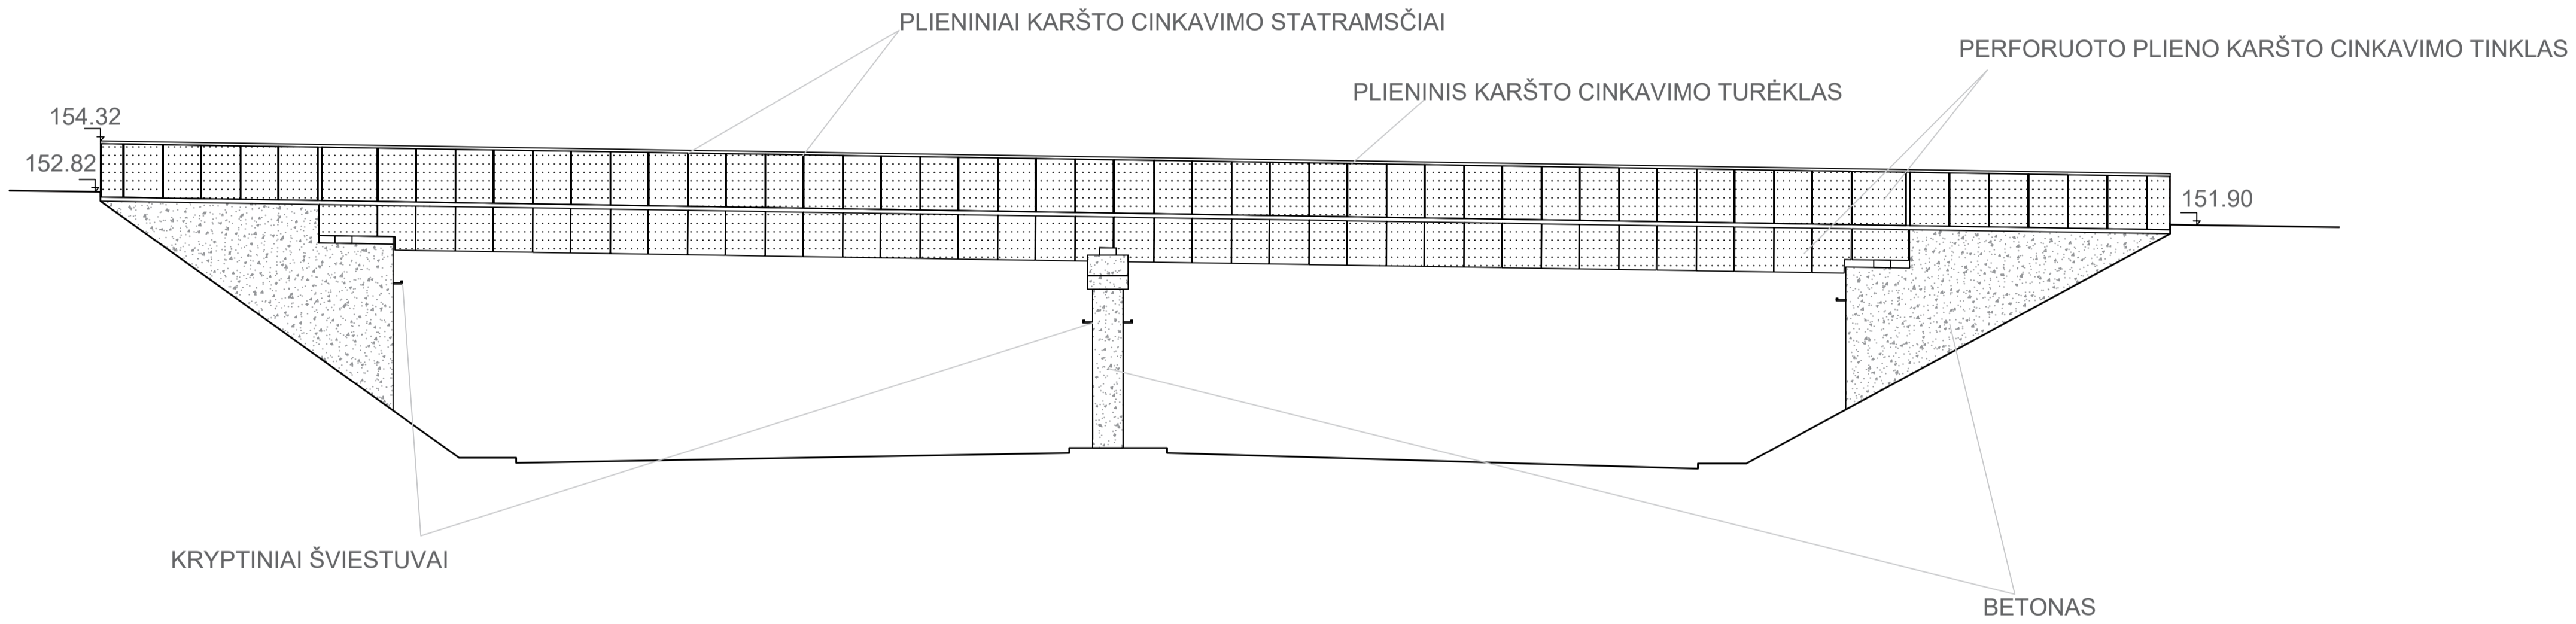 PLIENINIAI KARŠTO CINKAVIMO STATRAMSČIAI
PERFORUOTO PLIENO KARŠTO CINKAVIMO TINKLAS
PLIENINIS KARŠTO CINKAVIMO TURĖKLAS
154.32
152.82
151.90
KRYPTINIAI ŠVIESTUVAI
BETONAS